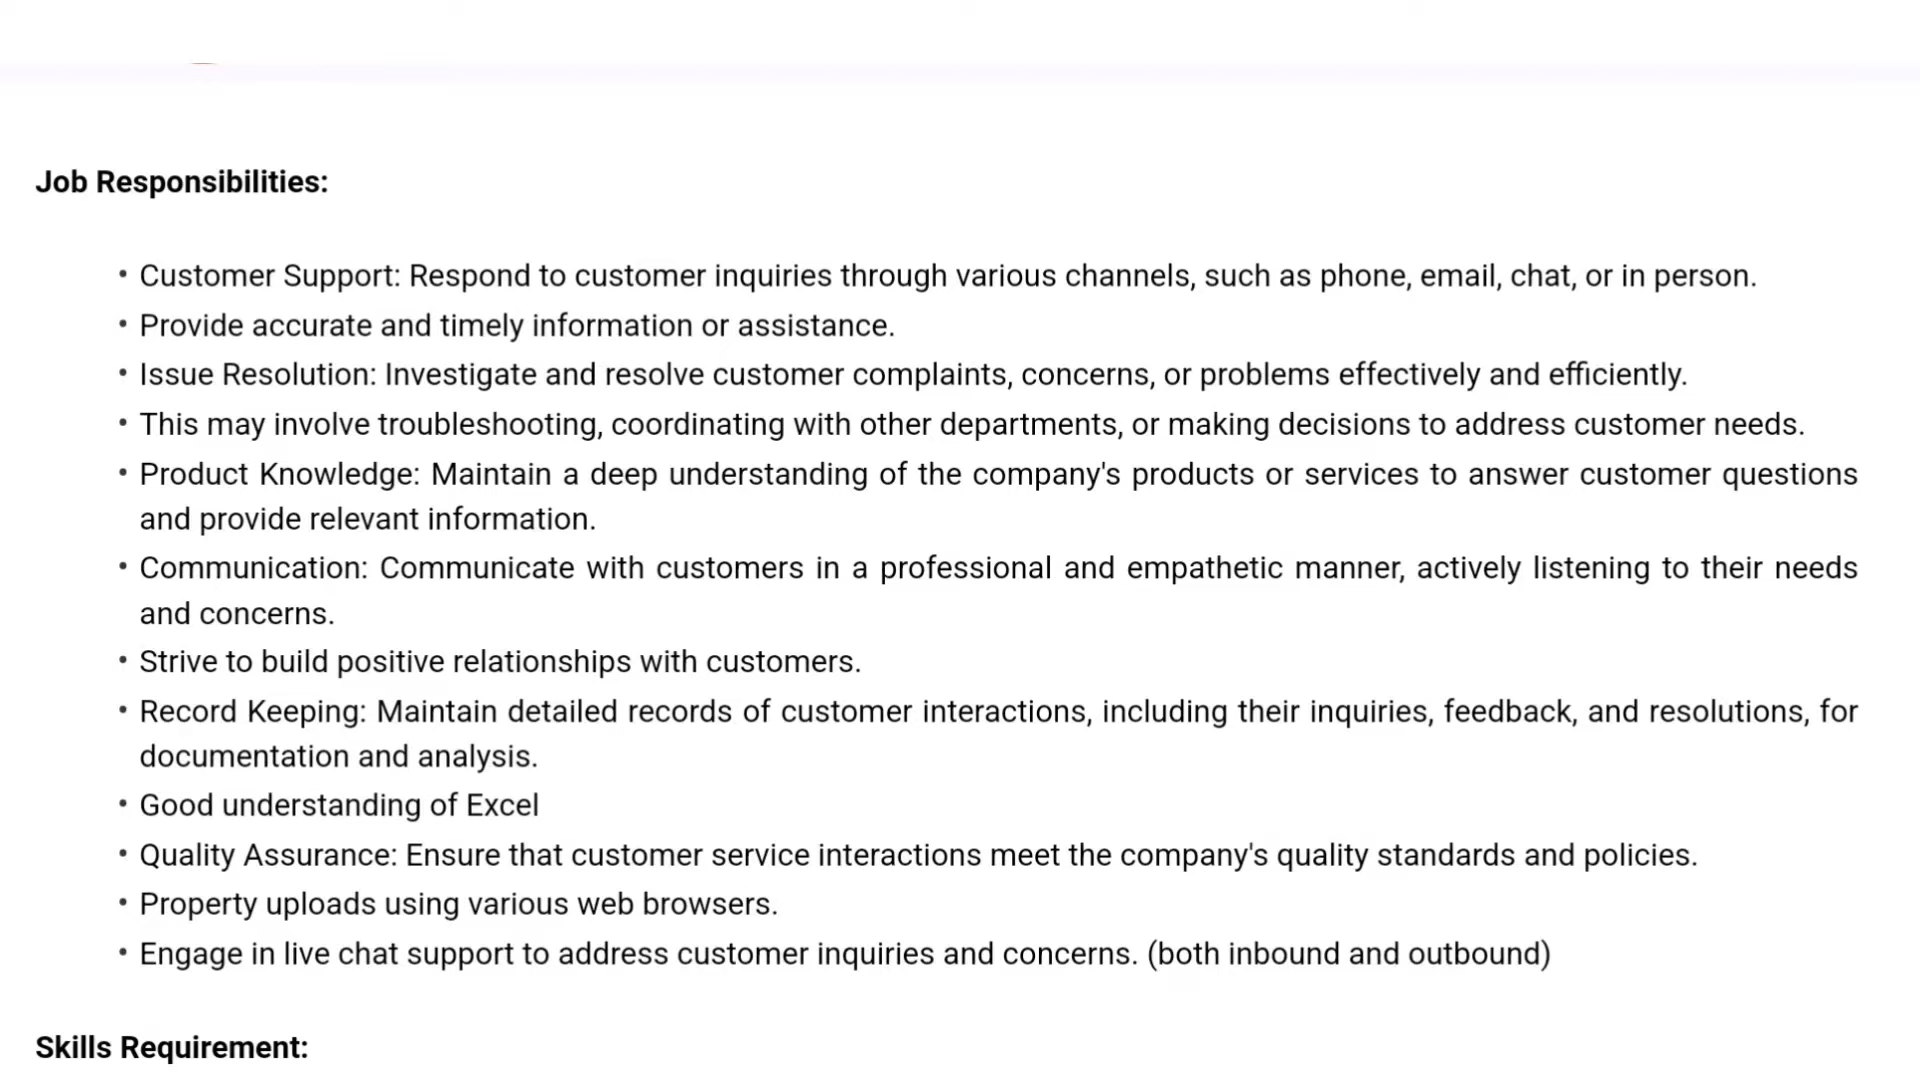 Job Responsibilities:
• Customer Support: Respond to customer inquiries through various channels, such as phone, email, chat, or in person.
• Provide accurate and timely information or assistance.
• Issue Resolution: Investigate and resolve customer complaints, concerns, or problems effectively and efficiently.
• This may involve troubleshooting, coordinating with other departments, or making decisions to address customer needs.
• Product Knowledge: Maintain a deep understanding of the company's products or services to answer customer questions
and provide relevant information.
• Communication: Communicate with customers in a professional and empathetic manner, actively listening to their needs
and concerns.
• Strive to build positive relationships with customers.
• Record Keeping: Maintain detailed records of customer interactions, including their inquiries, feedback, and resolutions, for
documentation and analysis.
• Good understanding of Excel
• Quality Assurance: Ensure that customer service interactions meet the company's quality standards and policies.
• Property uploads using various web browsers.
• Engage in live chat support to address customer inquiries and concerns. (both inbound and outbound)
Skills Requirement: